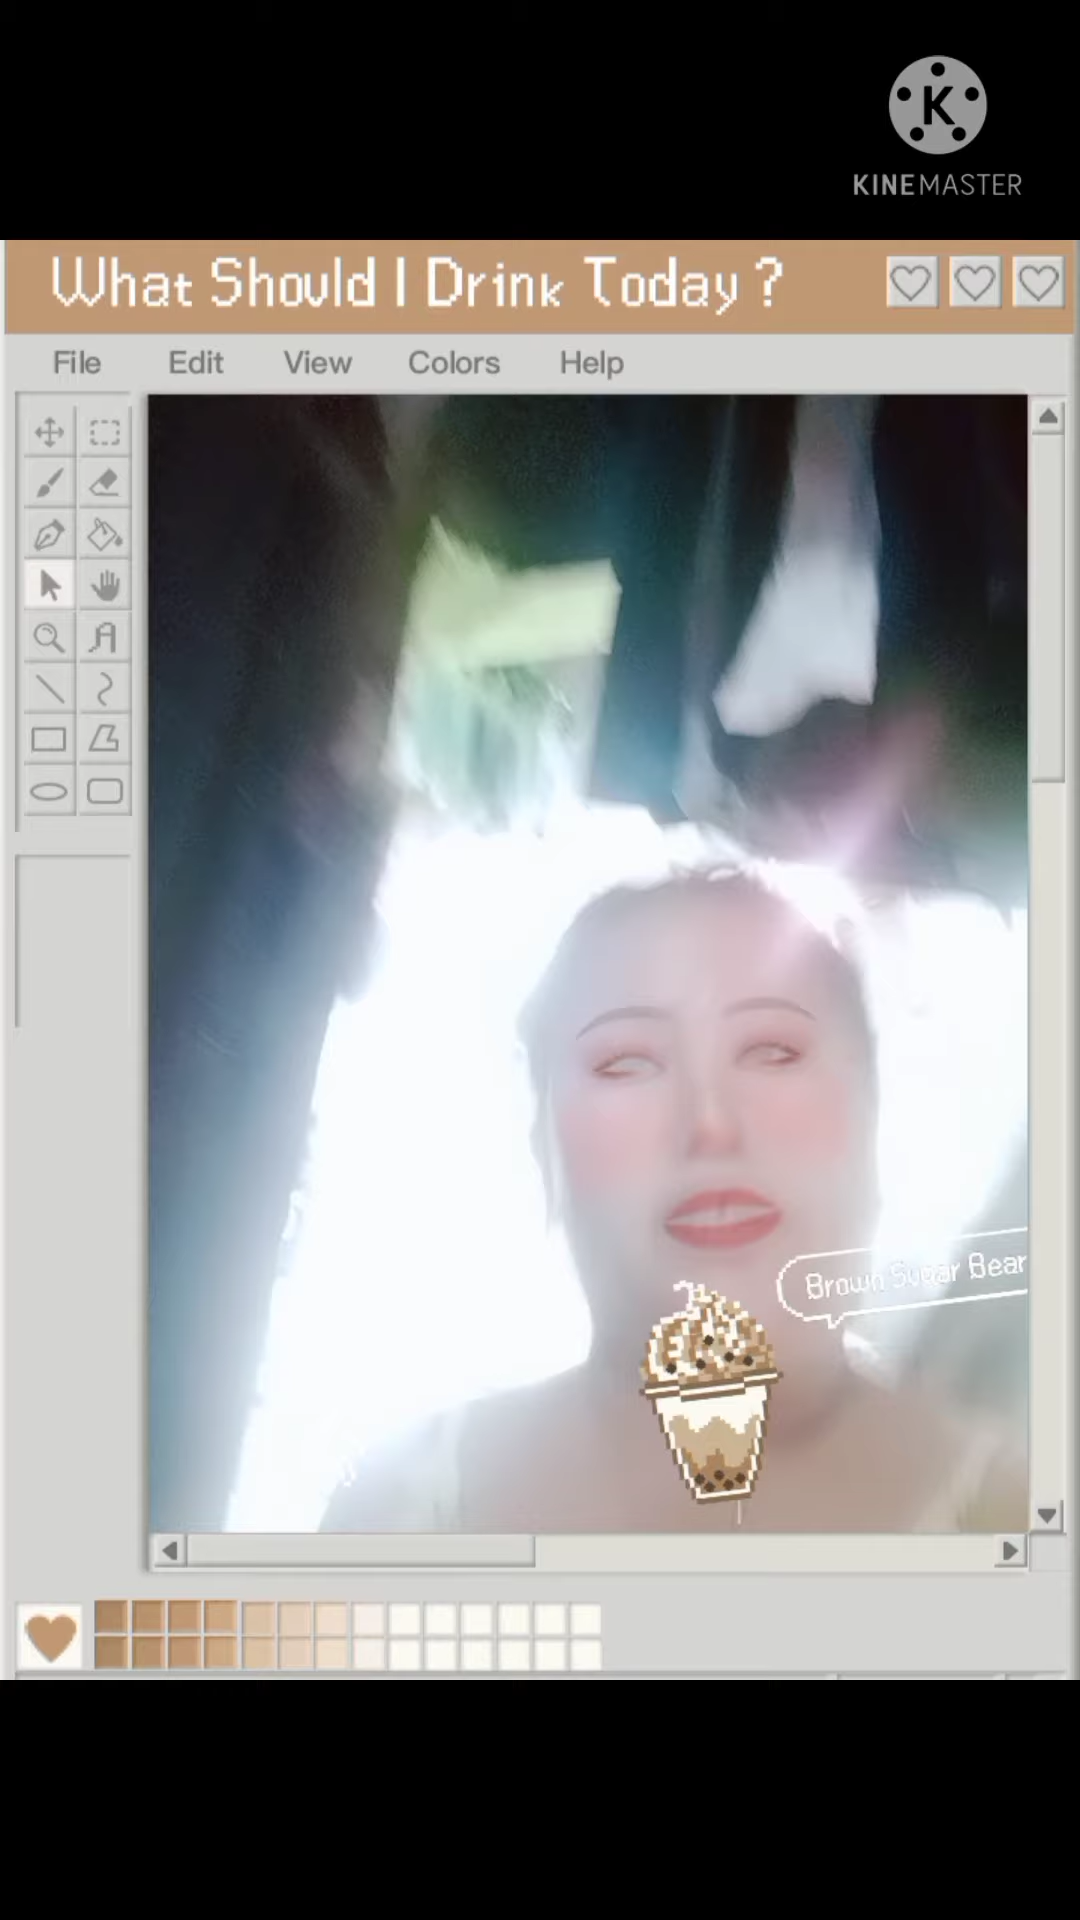 K
KINEMASTER
What Should I Drink Today ?
File Edit View Colors Help
Brown Sugar Bear